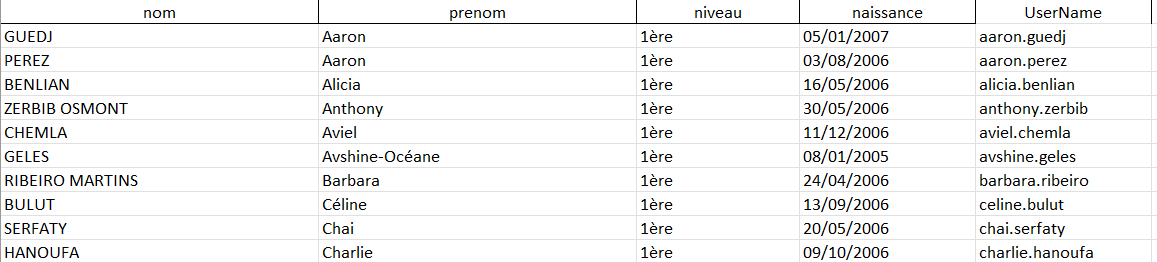 nom prenom niveau naissance UserName
GUEDJ Aaron 1ère 05/01/2007 aaron.guedj
PEREZ Aaron 1ère 03/08/2006 aaron.perez
BENLIAN Alicia 1ère 16/05/2006 alicia.benlian
ZERBIB OSMONT Anthony 1ère 30/05/2006 anthony.zerbib
CHEMLA Aviel 1ère 11/12/2006 aviel.chemla
GELES Avshine-Océane 1ère 08/01/2005 avshine.geles
RIBEIRO MARTINS Barbara 1ère 24/04/2006 barbara.ribeiro
BULUT Céline 1ère 13/09/2006 celine.bulut
SERFATY Chai 1ère 20/05/2006 chai.serfaty
HANOUFA Charlie 1ère 09/10/2006 charlie.hanoufa